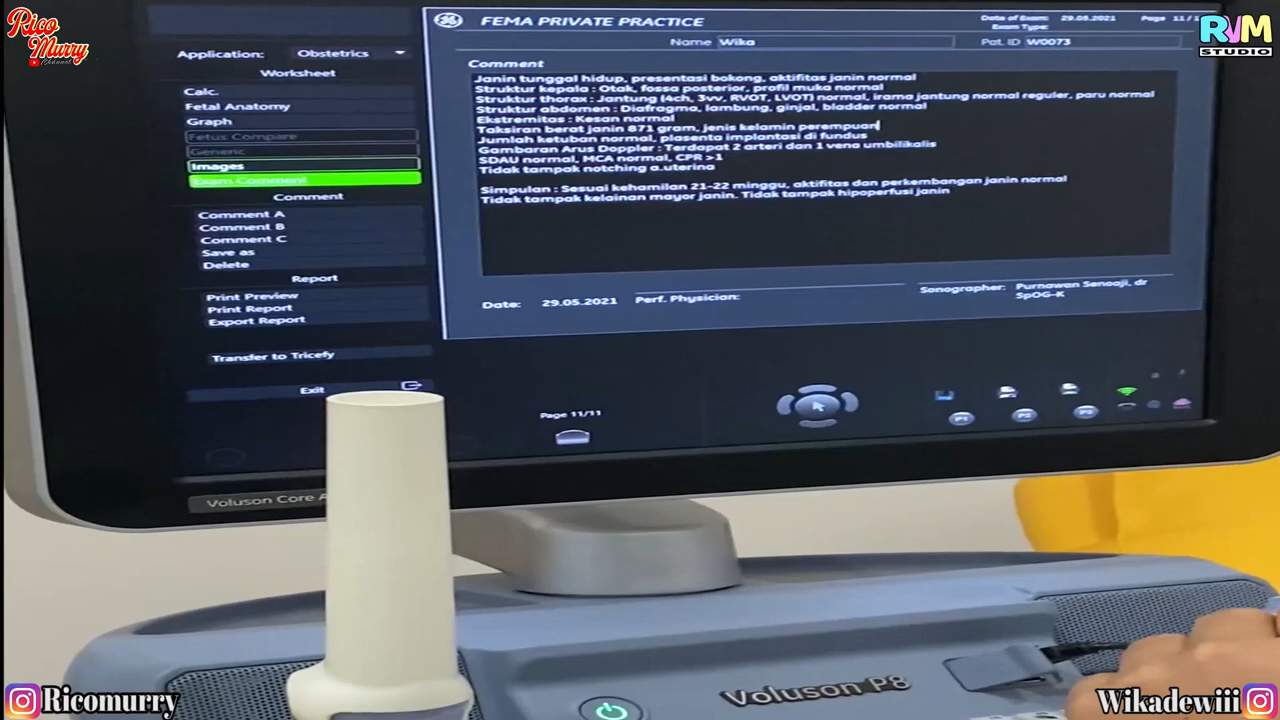 Rico
Murry
Channel
RVM
STUDIO
Application: Obstetrics
Worksheet
Calc.
Fetal Anatomy
Graph
Fetus Compare
Generic
Images
Exam Comment
Comment
Comment A
Comment B
Comment C
Save as
Delete
Report
Print Preview
Print Report
Export Report
Transfer to Tricefy
Exit
GE
FEMA PRIVATE PRACTICE
Date of Exam: 29.05.2021 Page 11/1
Exam Type:
Name Wika Pat. ID W0073
Comment
Janin tunggal hidup, presentasi bokong, aktifitas janin normal
Struktur kepala : Otak, fossa posterior, profil muka normal
Struktur thorax : Jantung (4ch, 3vv, RVOT, LVOT) normal, irama jantung normal reguler, paru normal
Struktur abdomen : Diafragma, lambung, ginjal, bladder normal
Ekstremitas : Kesan normal
Taksiran berat janin 871 gram, jenis kelamin perempuan
Jumlah ketuban normal, plasenta implantasi di fundus
Gambaran Arus Doppler : Terdapat 2 arteri dan 1 vena umbilikalis
SDAU normal, MCA normal, CPR >1
Tidak tampak notching a.uterina
Simpulan : Sesuai kehamilan 21-22 minggu, aktifitas dan perkembangan janin normal
Tidak tampak kelainan mayor janin. Tidak tampak hipoperfusi janin
Date: 29.05.2021 Perf. Physician: Sonographer: Purnawan Senoaji, dr
SpOG-K
Page 11/11
P1 P2 P3
Voluson Core
Voluson P8
Ricomurry
Wikadewiii